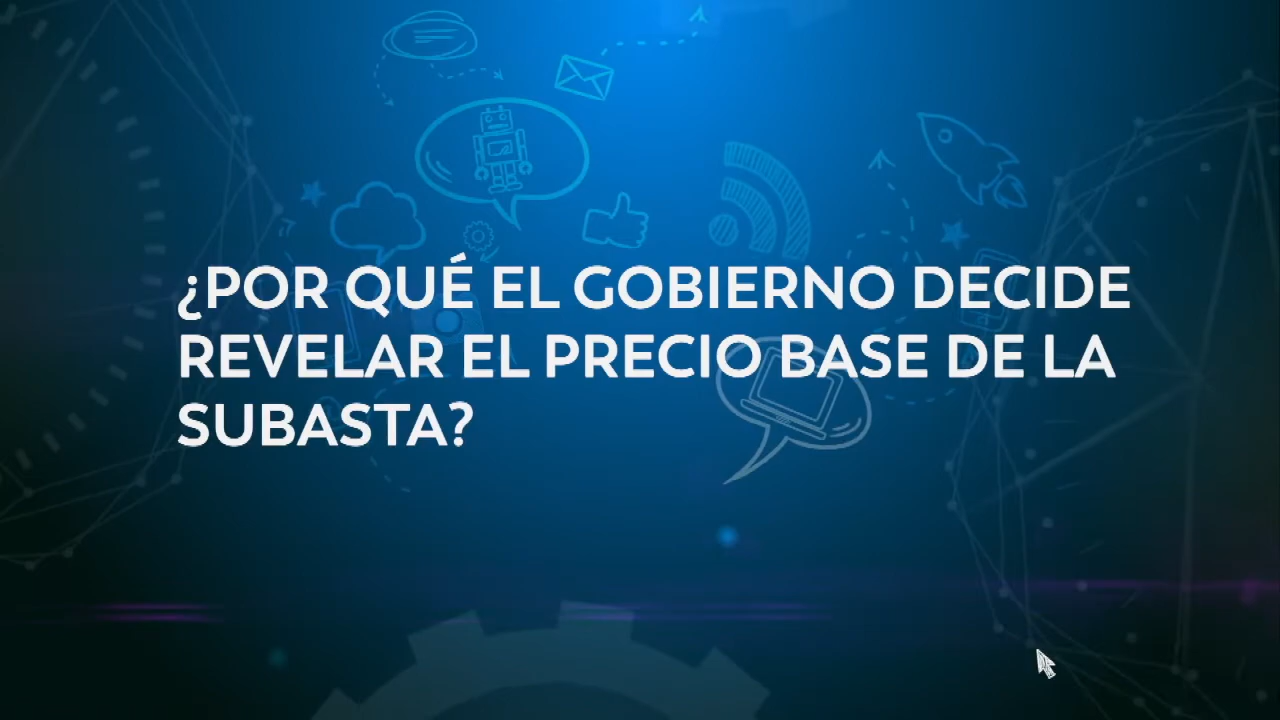 ¿POR QUÉ EL GOBIERNO DECIDE
REVELAR EL PRECIO BASE DE LA
SUBASTA?